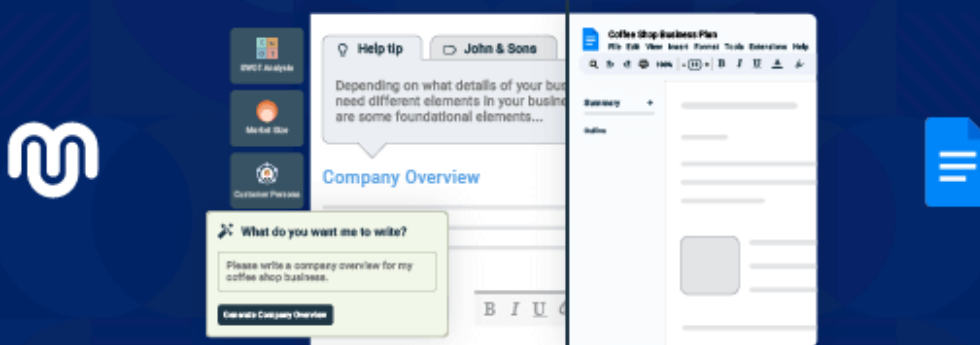 SWOT Analysis
Market Size
Customer Persona
Help tip
John & Sons
Depending on what details of your bus
need different elements in your busine
are some foundational elements...
Company Overview
What do you want me to write?
Please write a company overview for my
coffee shop business.
Generate Company Overview
B I U
Coffee Shop Business Plan
File Edit View Insert Format Tools Extensions Help
100%
B I U A
Summary +
Outline